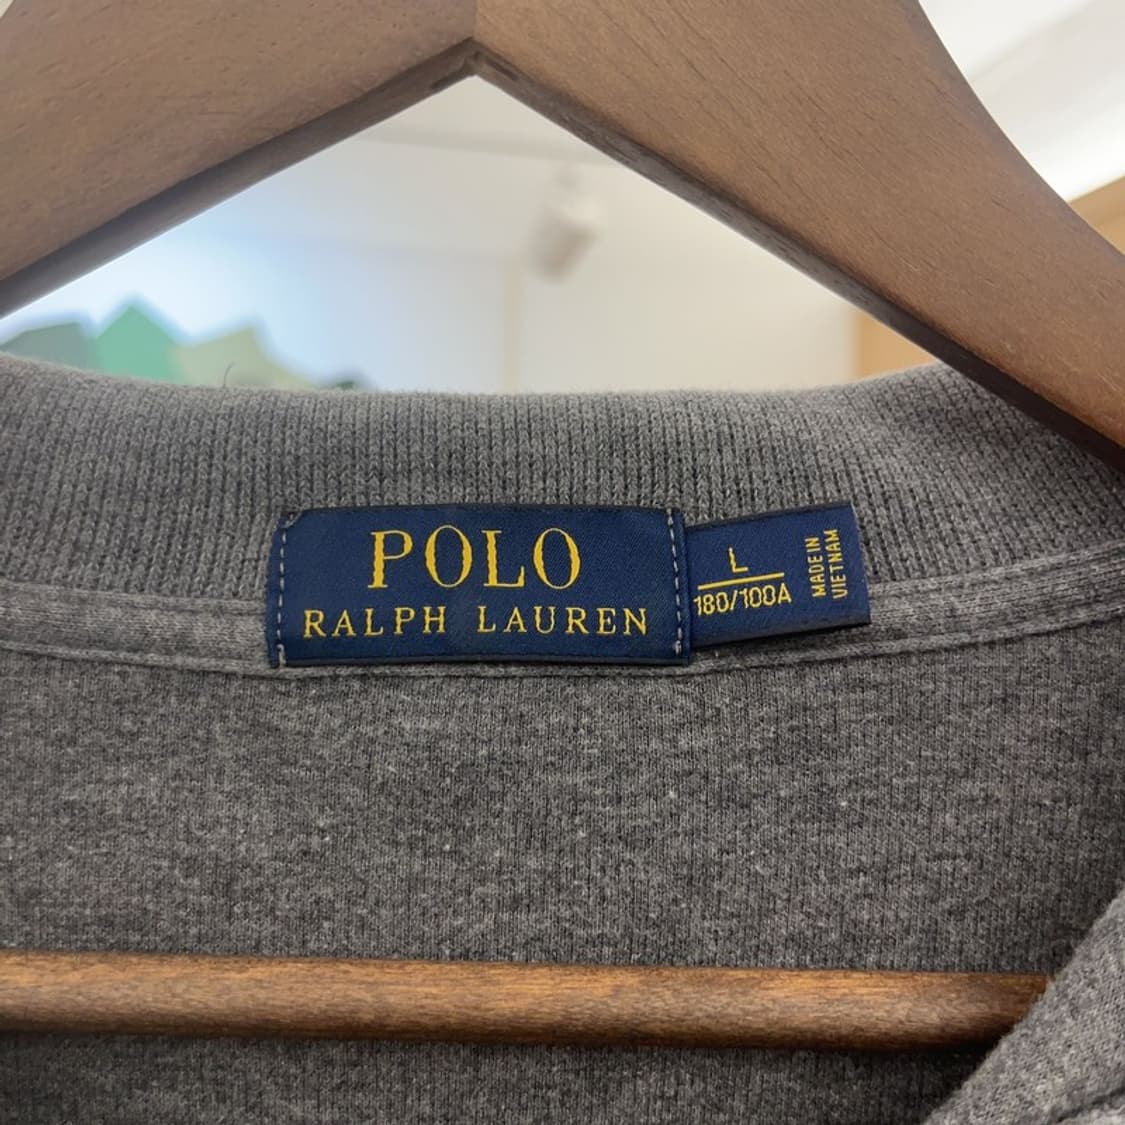 POLO
RALPH LAUREN
L
180/100A
MADE IN
VIETNAM